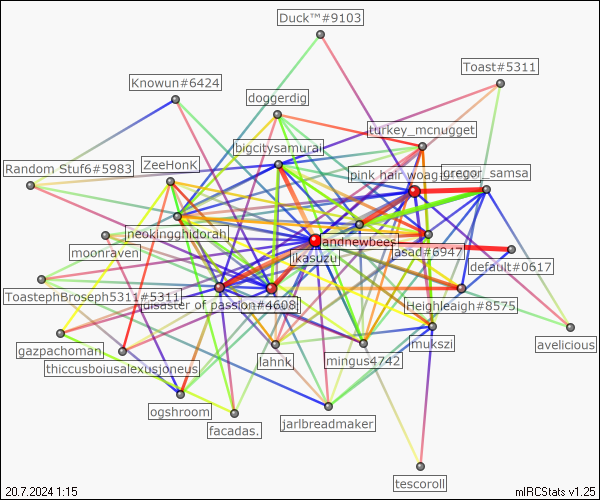 Duck™#9103
Toast#5311
Knowun#6424
doggerdig
turkey_mcnugget
bigcitysamurai
Random Stuf6#5983
ZeeHonK
pink hair
gregor_samsa
neokingghidorah
andnewbees
moonraven
jkasuzu
asad#6947
default#0617
ToastephBroseph5311#5311
disaster of passion#4608
Heighleaigh#8575
mukszi
avelicious
gazpachoman
thiccusboiusalexusjoneus
lahnk
mingus4742
ogshroom
facadas.
jarlbreadmaker
tescoroll
20.7.2024 1:15
mIRCStats v1.25